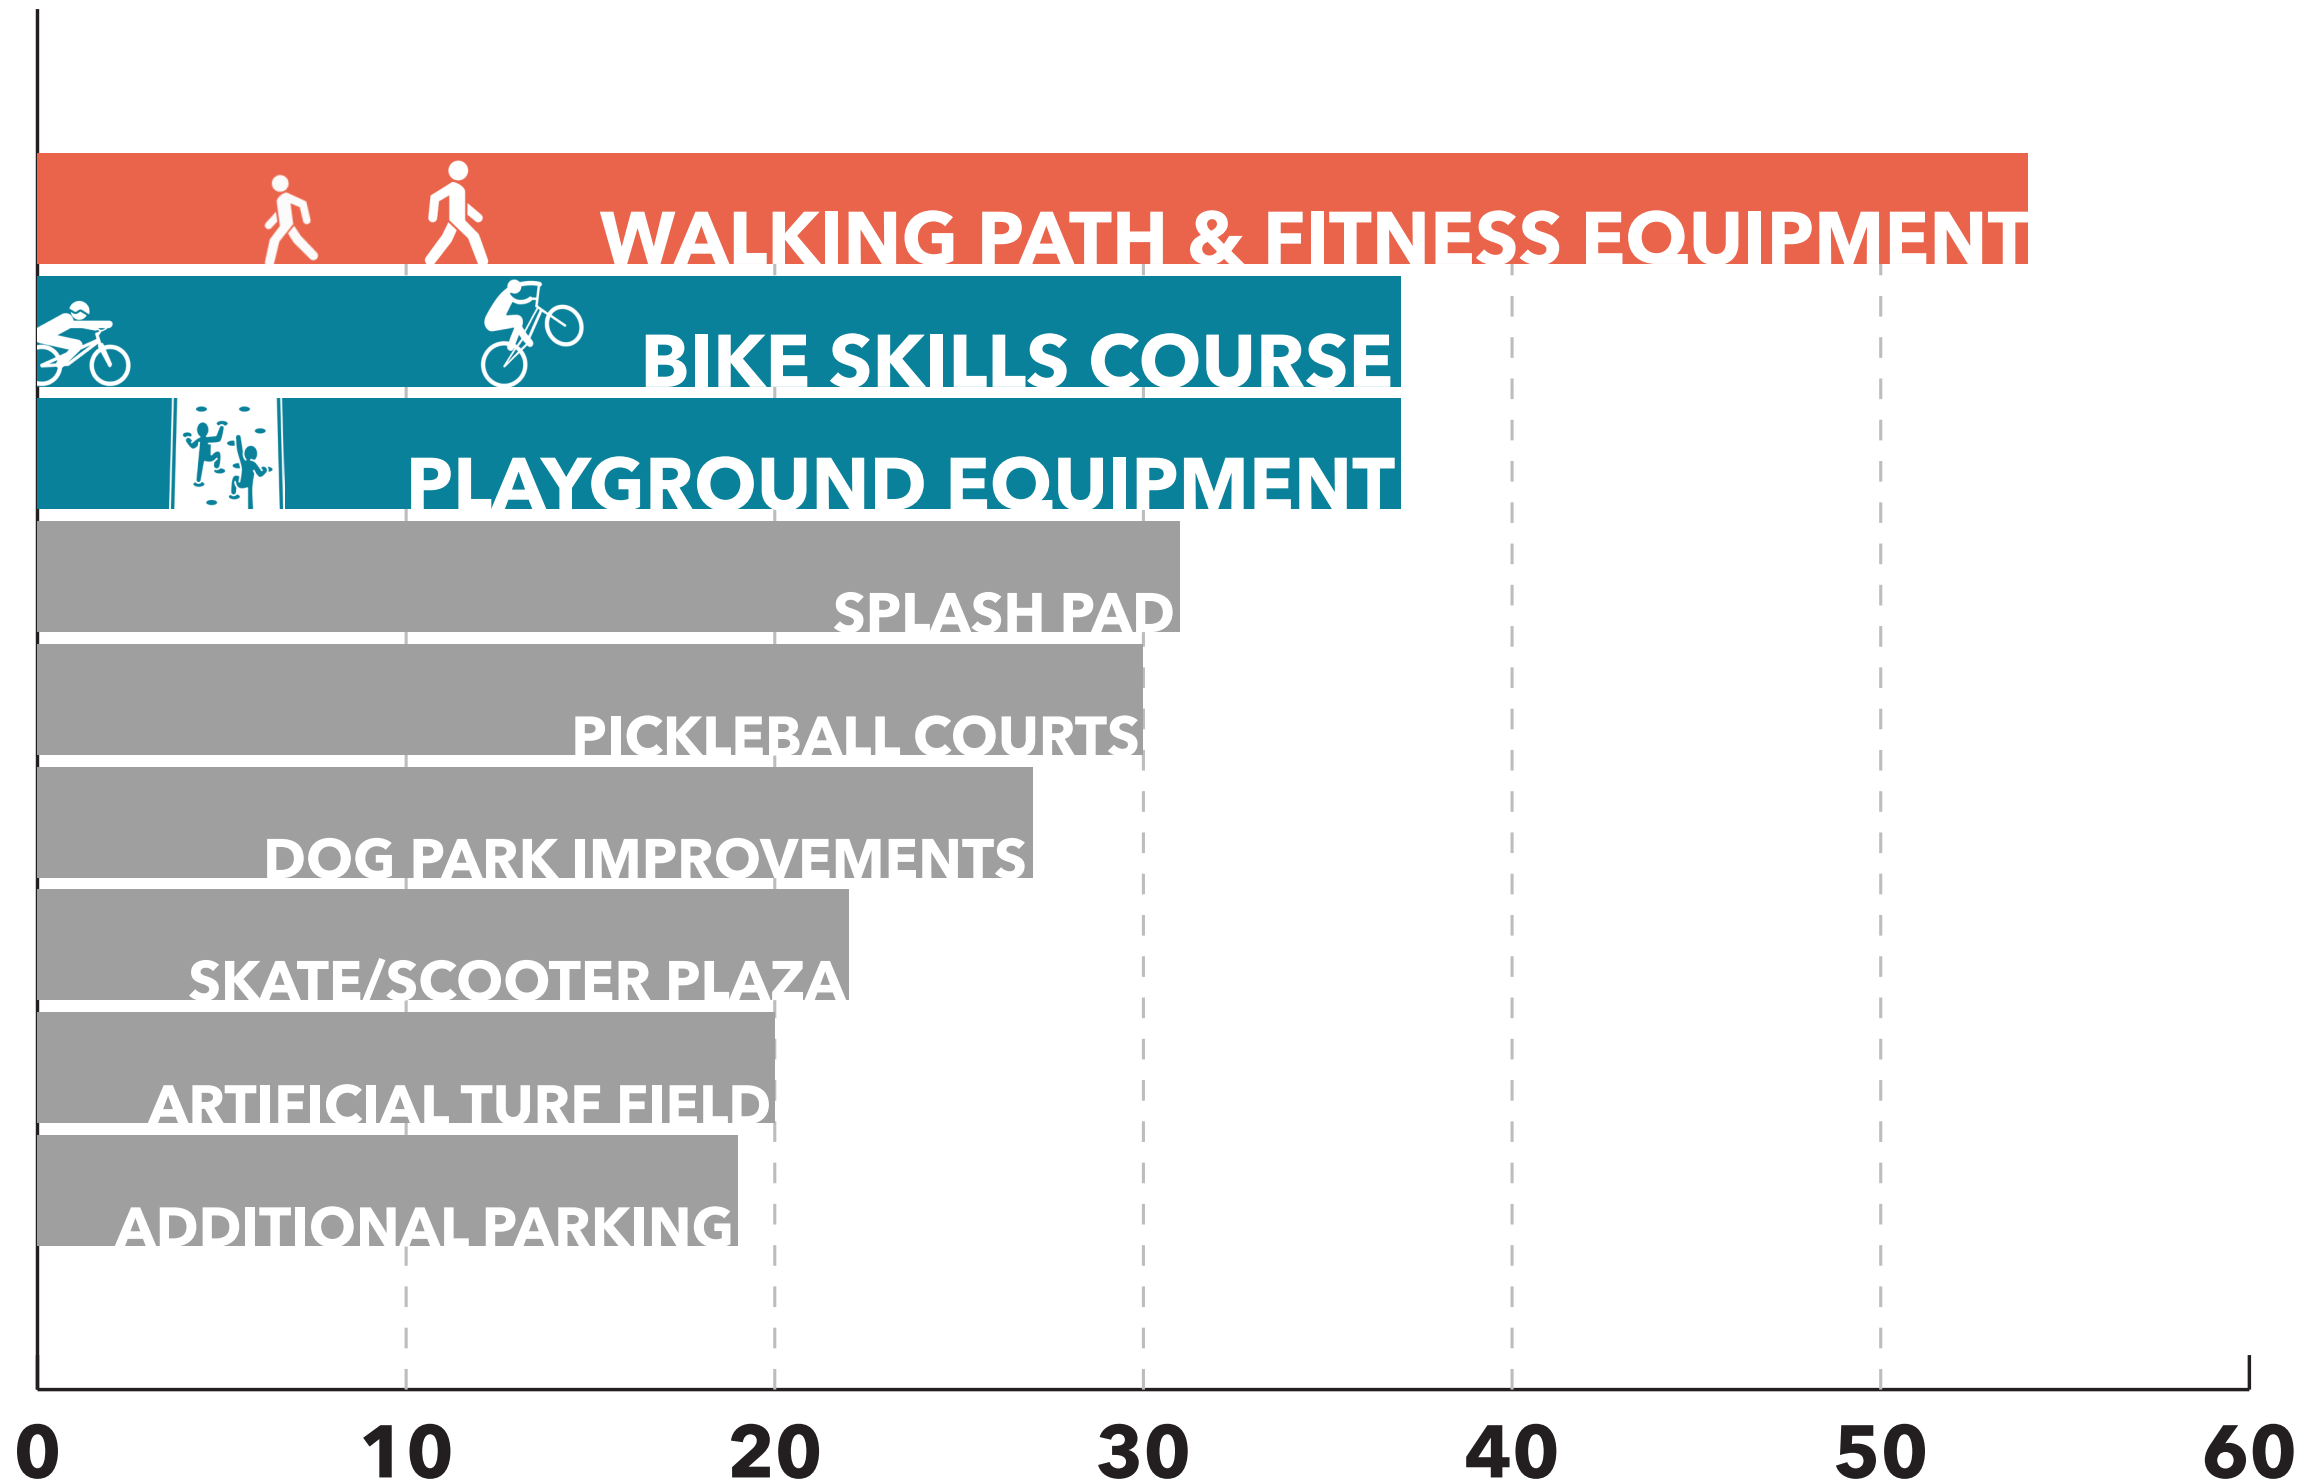 WALKING PATH & FITNESS EQUIPMENT
BIKE SKILLS COURSE
PLAYGROUND EQUIPMENT
SPLASH PAD
PICKLEBALL COURTS
DOG PARK IMPROVEMENTS
SKATE/SCOOTER PLAZA
ARTIFICIAL TURF FIELD
ADDITIONAL PARKING
0 10 20 30 40 50 60